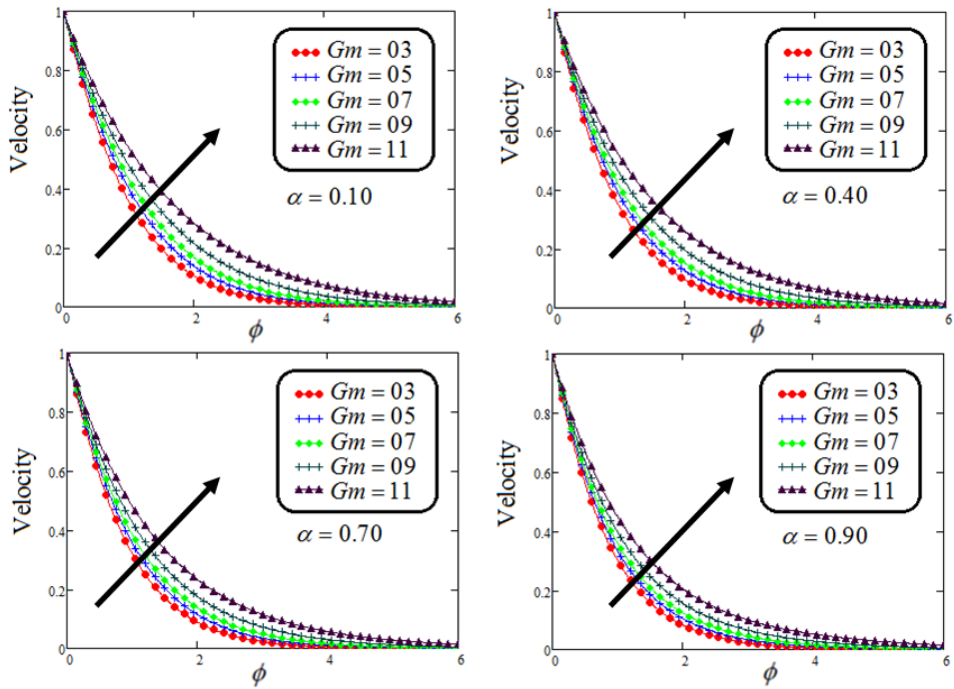 1
0.8
0.6
0.4
0.2
0
Velocity
Gm = 03
Gm = 05
Gm = 07
Gm = 09
Gm = 11
α = 0.10
0
2
4
6
ϕ
1
0.8
0.6
0.4
0.2
0
Velocity
Gm = 03
Gm = 05
Gm = 07
Gm = 09
Gm = 11
α = 0.40
0
2
4
6
ϕ
1
0.8
0.6
0.4
0.2
0
Velocity
Gm = 03
Gm = 05
Gm = 07
Gm = 09
Gm = 11
α = 0.70
0
2
4
6
ϕ
1
0.8
0.6
0.4
0.2
0
Velocity
Gm = 03
Gm = 05
Gm = 07
Gm = 09
Gm = 11
α = 0.90
0
2
4
6
ϕ